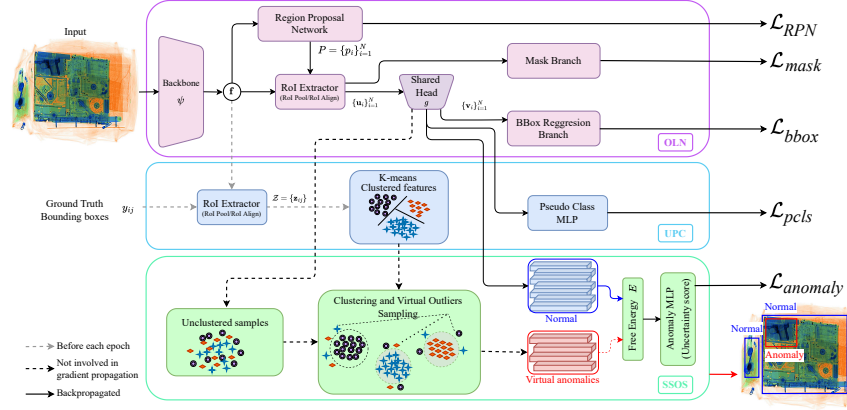 Input
Region Proposal
Network
P = {p_i}_{i=1}^N
Backbone
ψ
f
RoI Extractor
(RoI Pool/RoI Align)
{u_i}_{i=1}^N
Shared
Head
g
{v_i}_{i=1}^N
Mask Branch
BBox Reggresion
Branch
OLN
ℒ_RPN
ℒ_mask
ℒ_bbox
Ground Truth
Bounding boxes
y_ij
RoI Extractor
(RoI Pool/RoI Align)
𝒵 = {z_ij}
K-means
Clustered features
Pseudo Class
MLP
UPC
ℒ_pcls
Unclustered samples
Clustering and Virtual Outliers
Sampling
Normal
Virtual anomalies
Free Energy E
Anomaly MLP
(Uncertainty score)
SSOS
ℒ_anomaly
Normal
Normal
Anomaly
Before each epoch
Not involved in
gradient propagation
Backpropagated